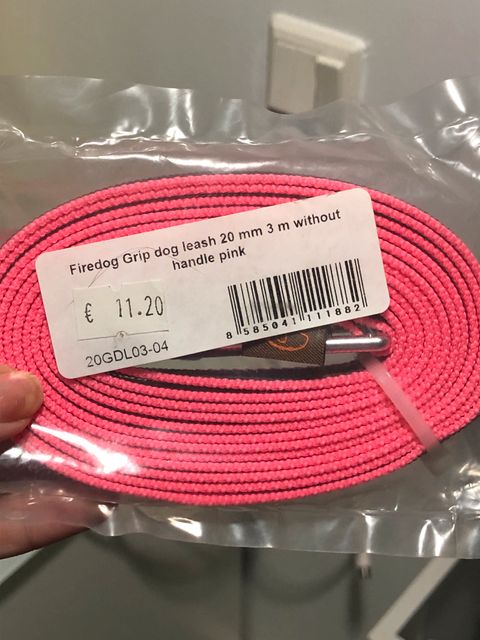 Firedog Grip dog leash 20 mm 3 m without
handle pink
€ 11.20
8 585041 111882
20GDL03-04